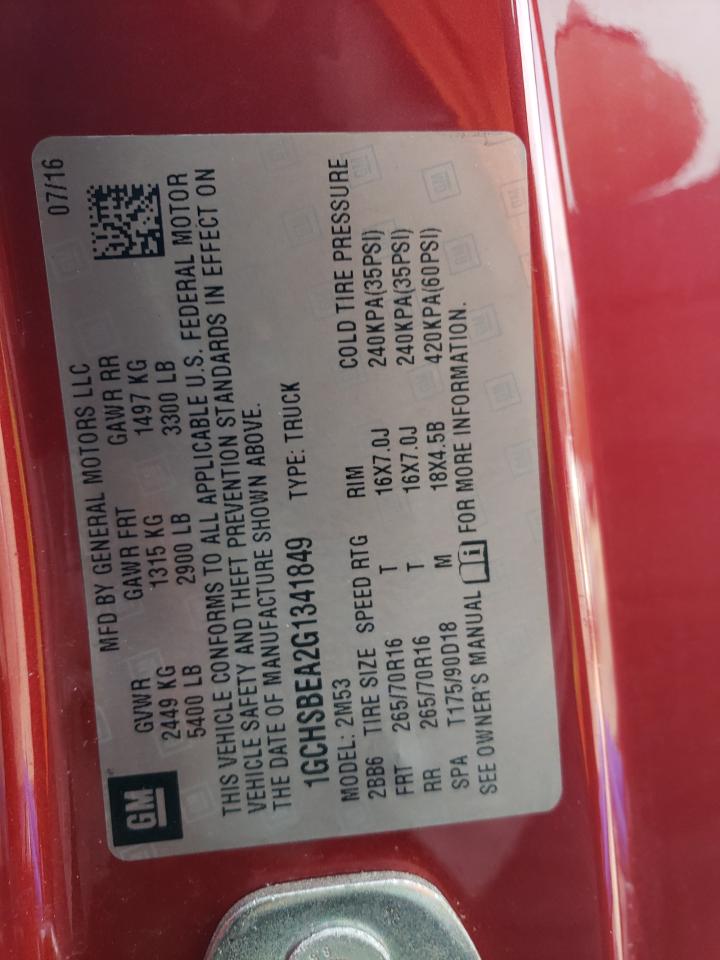 GM
MFD BY GENERAL MOTORS LLC 07/16
GVWR GAWR FRT GAWR RR
2449 KG 1315 KG 1497 KG
5400 LB 2900 LB 3300 LB
THIS VEHICLE CONFORMS TO ALL APPLICABLE U.S. FEDERAL MOTOR
VEHICLE SAFETY AND THEFT PREVENTION STANDARDS IN EFFECT ON
THE DATE OF MANUFACTURE SHOWN ABOVE.
1GCHSBEA2G1341849 TYPE: TRUCK
MODEL: 2M53
2BB6 TIRE SIZE SPEED RTG RIM COLD TIRE PRESSURE
FRT 265/70R16 T 16X7.0J 240KPA(35PSI)
RR 265/70R16 T 16X7.0J 240KPA(35PSI)
SPA T175/90D18 M 18X4.5B 420KPA(60PSI)
SEE OWNER'S MANUAL i FOR MORE INFORMATION.